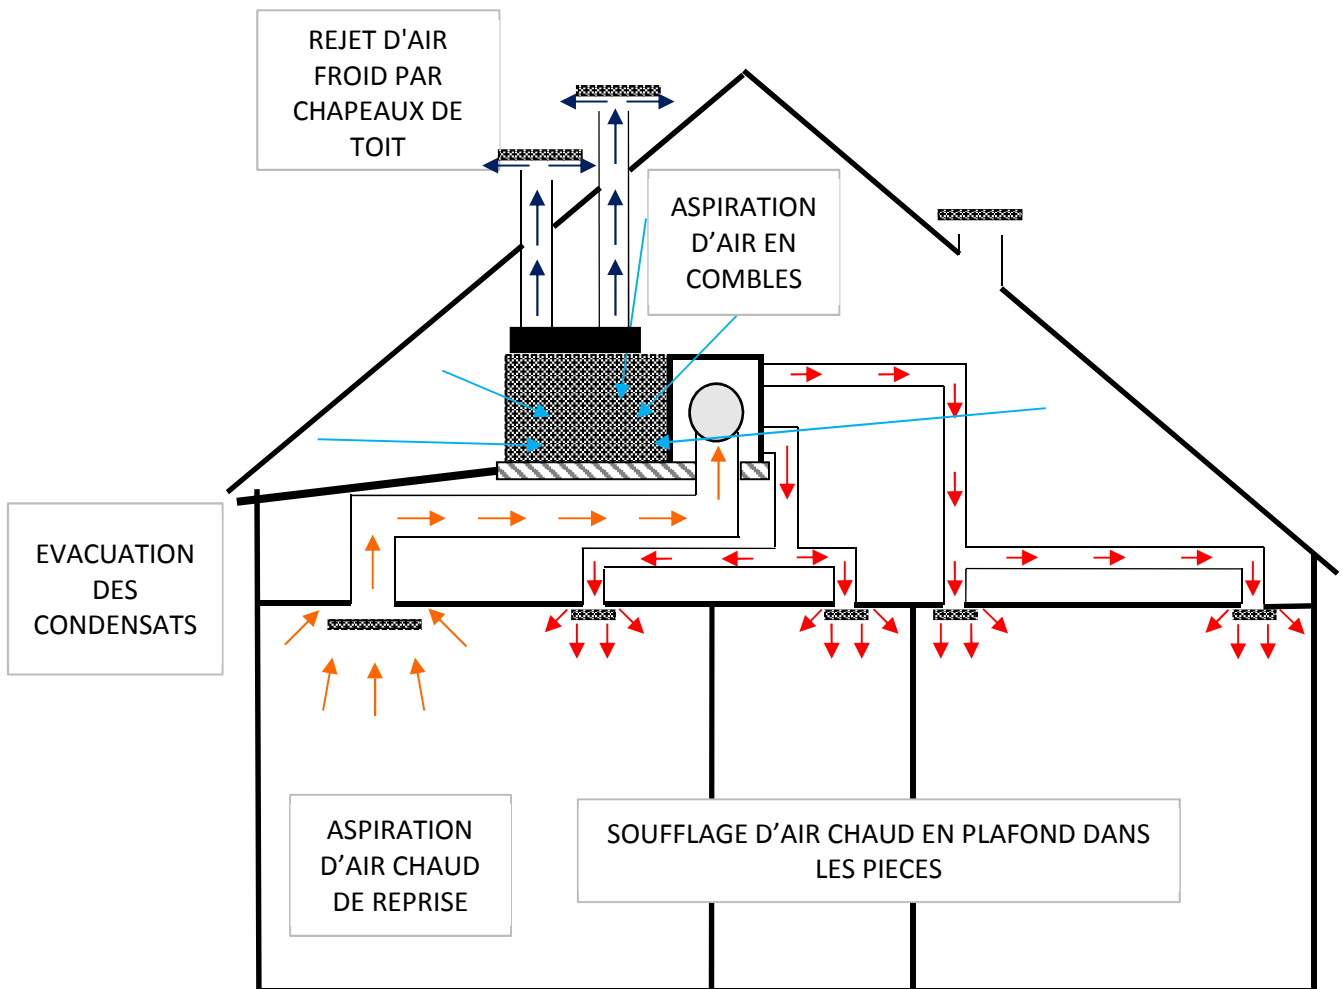 REJET D'AIR
FROID PAR
CHAPEAUX DE
TOIT
ASPIRATION
D’AIR EN
COMBLES
EVACUATION
DES
CONDENSATS
ASPIRATION
D’AIR CHAUD
DE REPRISE
SOUFFLAGE D’AIR CHAUD EN PLAFOND DANS
LES PIECES